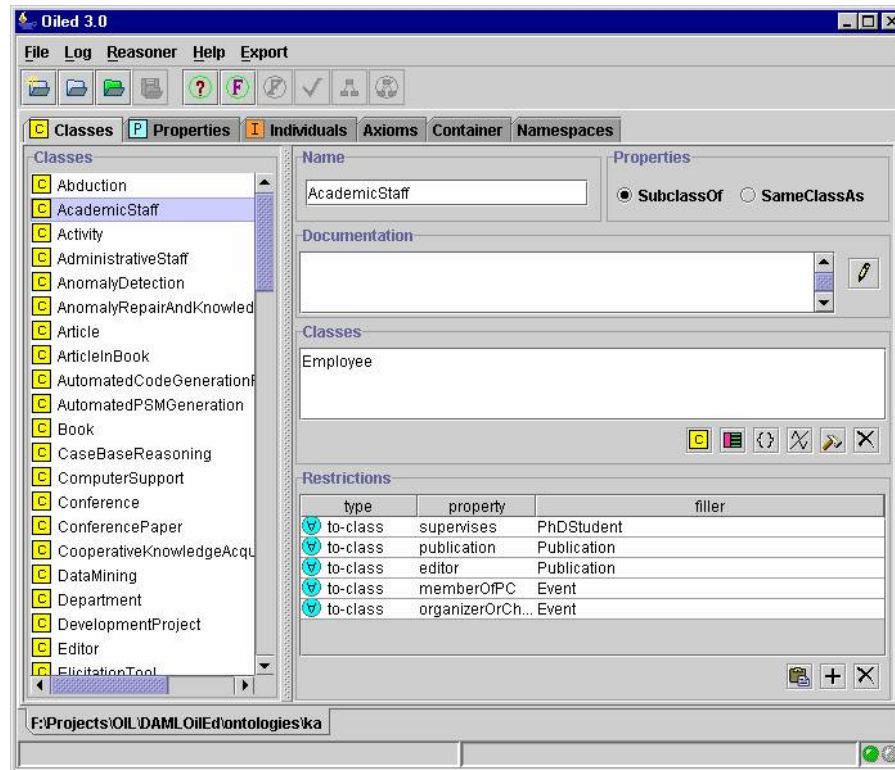 Oiled 3.0
File Log Reasoner Help Export
? F F
C Classes P Properties I Individuals Axioms Container Namespaces
Classes
C Abduction
C AcademicStaff
C Activity
C AdministrativeStaff
C AnomalyDetection
C AnomalyRepairAndKnowled
C Article
C ArticleInBook
C AutomatedCodeGenerationF
C AutomatedPSMGeneration
C Book
C CaseBaseReasoning
C ComputerSupport
C Conference
C ConferencePaper
C CooperativeKnowledgeAcqu
C DataMining
C Department
C DevelopmentProject
C Editor
C ElicitationTool
Name
AcademicStaff
Properties
SubclassOf SameClassAs
Documentation
Classes
Employee
C {}
Restrictions
type property filler
∀ to-class supervises PhDStudent
∀ to-class publication Publication
∀ to-class editor Publication
∀ to-class memberOfPC Event
∀ to-class organizerOrCh... Event
F:\Projects\OIL\DAMLOilEd\ontologies\ka